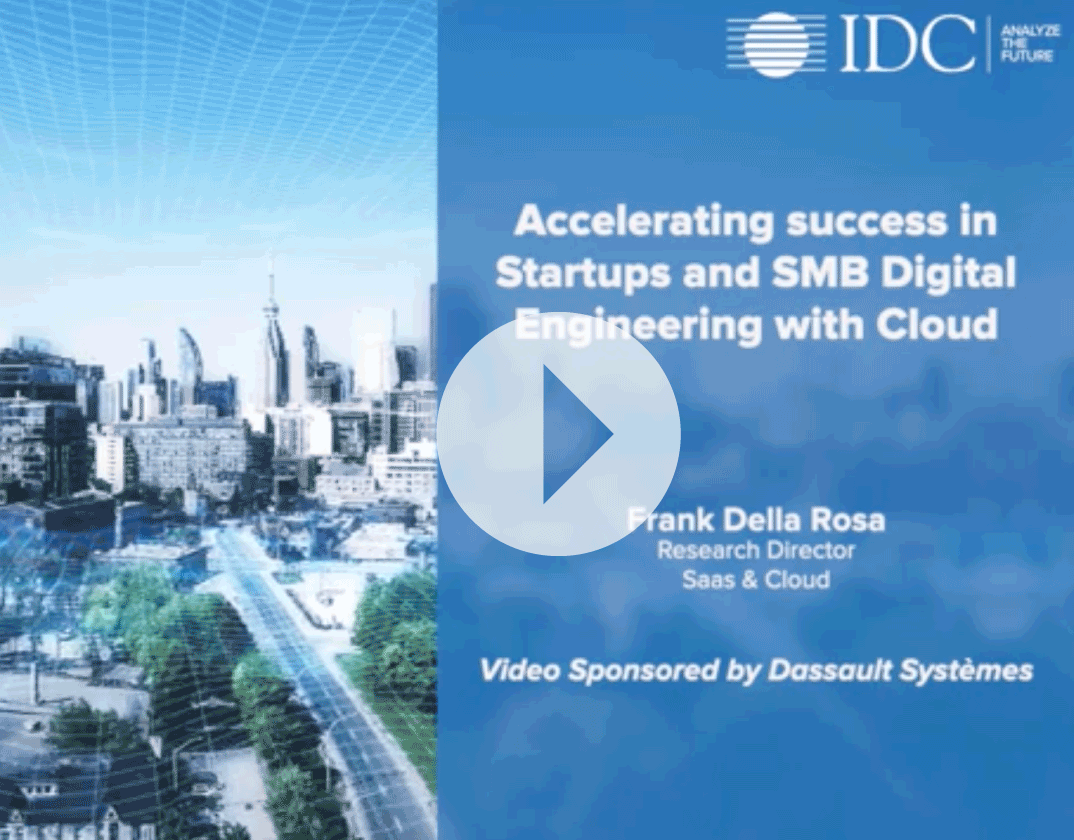 IDC
ANALYZE
THE
FUTURE
Accelerating success in
Startups and SMB Digital
Engineering with Cloud
Frank Della Rosa
Research Director
Saas & Cloud
Video Sponsored by Dassault Systèmes